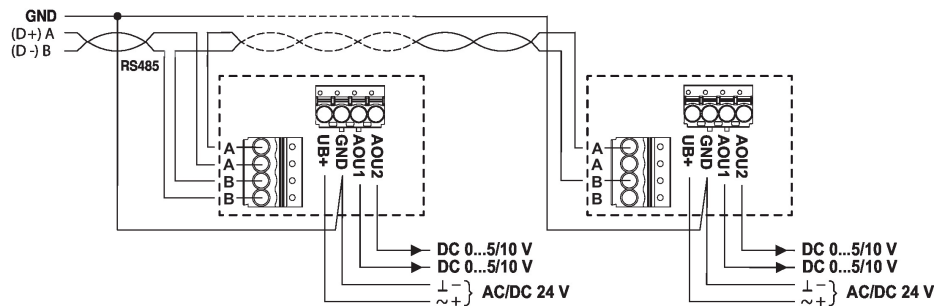 GND
(D+) A
(D -) B
RS485
A
A
B
B
UB+
GND
AOU1
AOU2
DC 0...5/10 V
DC 0...5/10 V
⊥ −
~ + } AC/DC 24 V
A
A
B
B
UB+
GND
AOU1
AOU2
DC 0...5/10 V
DC 0...5/10 V
⊥ −
~ + } AC/DC 24 V